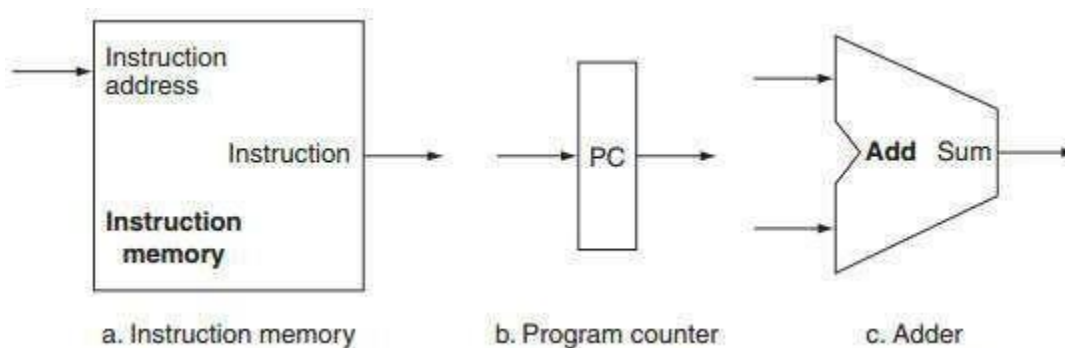 Instruction
address
Instruction
Instruction
memory
a. Instruction memory
PC
b. Program counter
Add Sum
c. Adder